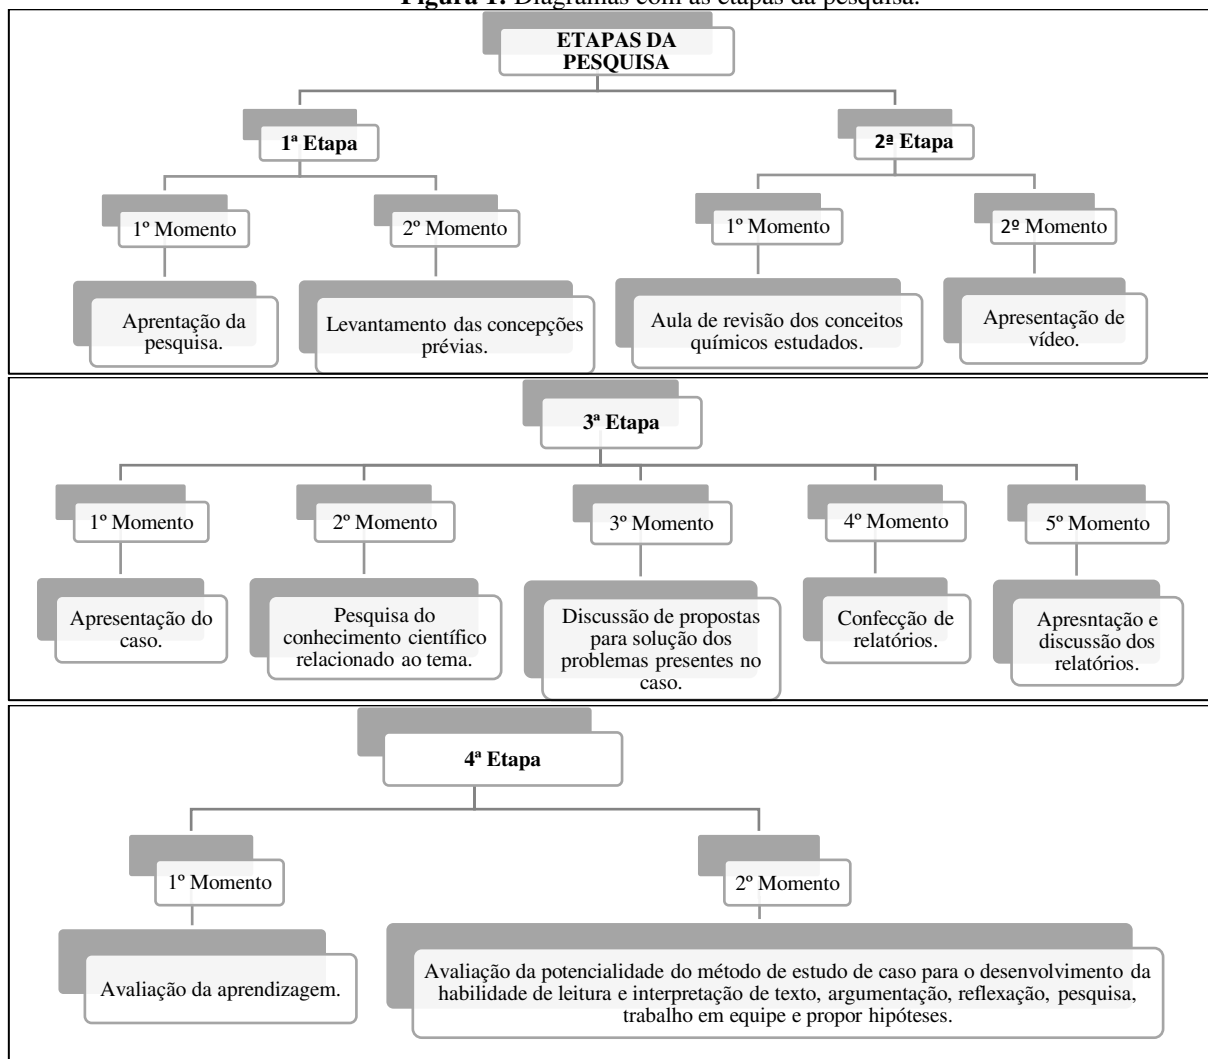 Figura 1: Diagramas com as etapas da pesquisa.
ETAPAS DA
PESQUISA
1ª Etapa
2ª Etapa
1º Momento
2º Momento
1º Momento
2º Momento
Aprentação da
pesquisa.
Levantamento das concepções
prévias.
Aula de revisão dos conceitos
químicos estudados.
Apresentação de
vídeo.
3ª Etapa
1º Momento
2º Momento
3º Momento
4º Momento
5º Momento
Apresentação do
caso.
Pesquisa do
conhecimento científico
relacionado ao tema.
Discussão de propostas
para solução dos
problemas presentes no
caso.
Confecção de
relatórios.
Apresntação e
discussão dos
relatórios.
4ª Etapa
1º Momento
2º Momento
Avaliação da aprendizagem.
Avaliação da potencialidade do método de estudo de caso para o desenvolvimento da
habilidade de leitura e interpretação de texto, argumentação, reflexação, pesquisa,
trabalho em equipe e propor hipóteses.